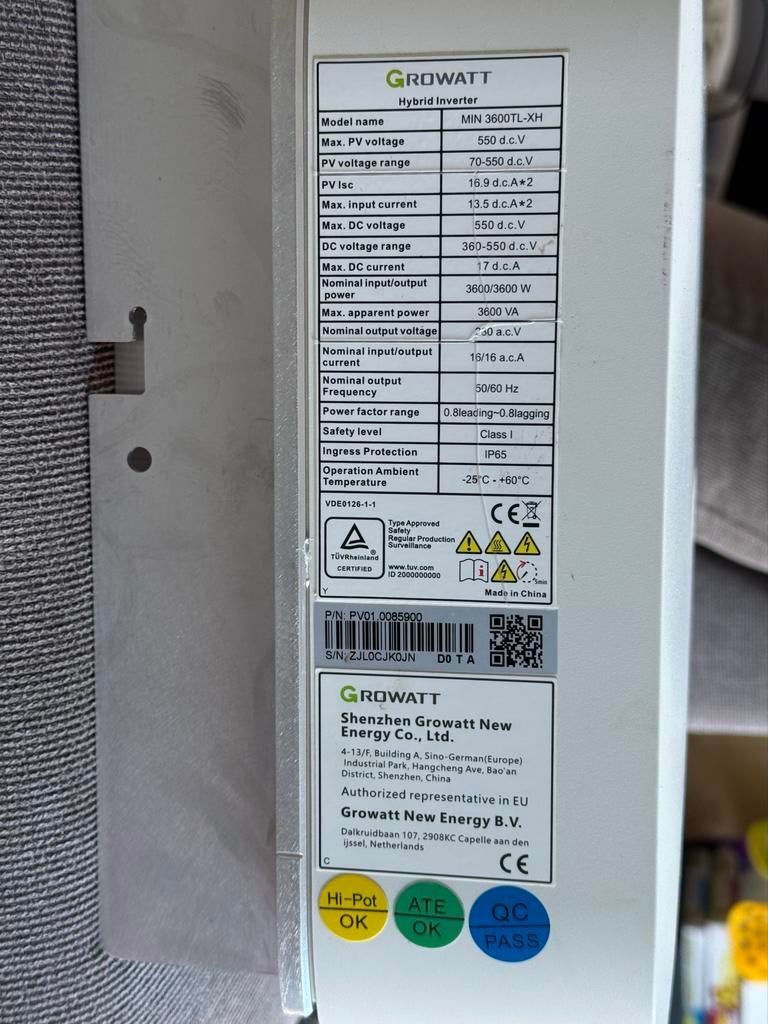 GROWATT
Hybrid Inverter
Model name MIN 3600TL-XH
Max. PV voltage 550 d.c.V
PV voltage range 70-550 d.c.V
PV Isc 16.9 d.c.A*2
Max. input current 13.5 d.c.A*2
Max. DC voltage 550 d.c.V
DC voltage range 360-550 d.c.V
Max. DC current 17 d.c.A
Nominal input/output
power 3600/3600 W
Max. apparent power 3600 VA
Nominal output voltage 230 a.c.V
Nominal input/output
current 16/16 a.c.A
Nominal output
Frequency 50/60 Hz
Power factor range 0.8leading~0.8lagging
Safety level Class I
Ingress Protection IP65
Operation Ambient
Temperature -25°C - +60°C
VDE0126-1-1
CE
TÜVRheinland
CERTIFIED
Type Approved
Safety
Regular Production
Surveillance
www.tuv.com
ID 2000000000
5min
Y
Made in China
P/N: PV01.0085900
S/N: ZJL0CJK0JN D0 T A
GROWATT
Shenzhen Growatt New
Energy Co., Ltd.
4-13/F, Building A, Sino-German(Europe)
Industrial Park, Hangcheng Ave, Bao'an
District, Shenzhen, China
Authorized representative in EU
Growatt New Energy B.V.
Dalkruidbaan 107, 2908KC Capelle aan den
ijssel, Netherlands
C
CE
Hi-Pot
OK
ATE
OK
QC
PASS